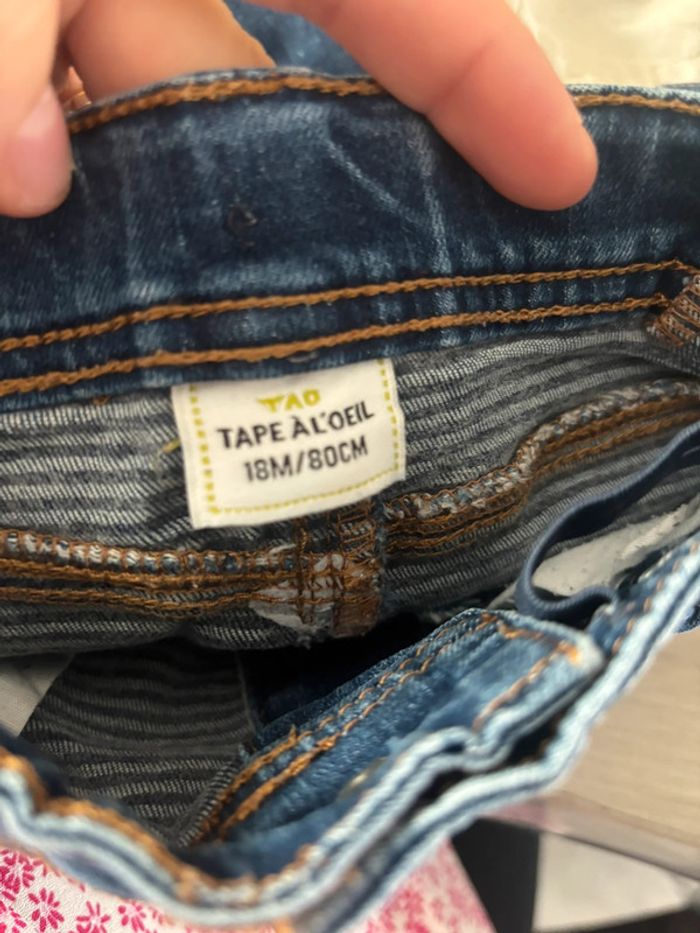 TAO
TAPE À L'OEIL
18M/80CM